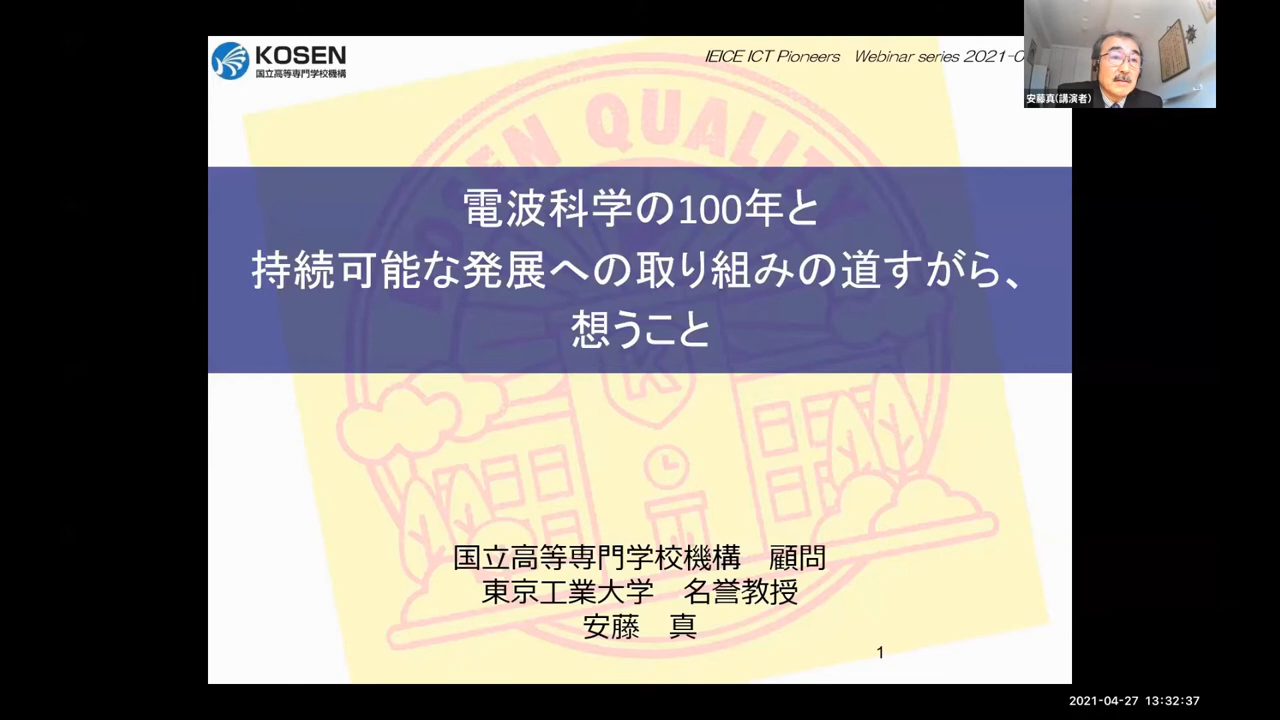 KOSEN
国立高等専門学校機構
IEICE ICT Pioneers Webinar series 2021-0
安藤真(講演者)
KOSEN QUALITY
電波科学の100年と
持続可能な発展への取り組みの道すがら、
想うこと
K
国立高等専門学校機構 顧問
東京工業大学 名誉教授
安藤 真
1
2021-04-27 13:32:37